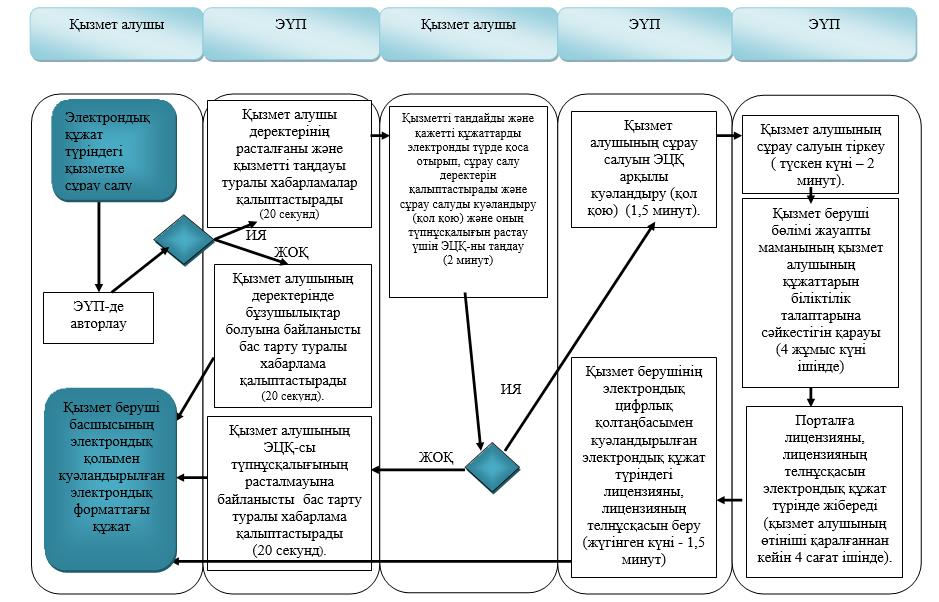 Қызмет алушы
ЭҮП
Қызмет алушы
ЭҮП
ЭҮП
Электрондық
құжат
түріндегі
қызметке
сұрау салу
ЭҮП-де
авторлау
Қызмет беруші
басшысының
электрондық
қолымен
куәландырылған
электрондық
форматтағы
құжат
Қызмет алушы
деректерінің
расталғаны және
қызметті таңдауы
туралы хабарламалар
қалыптастырады
(20 секунд)
ИЯ
ЖОҚ
Қызмет алушының
деректерінде
бұзушылықтар
болуына байланысты
бас тарту туралы
хабарлама
қалыптастырады
(20 секунд).
Қызмет алушының
ЭЦҚ-сы
түпнұсқалығының
расталмауына
байланысты бас тарту
туралы хабарлама
қалыптастырады
(20 секунд).
Қызметті таңдайды және
қажетті құжаттарды
электронды түрде қоса
отырып, сұрау салу
деректерін
қалыптастырады және
сұрау салуды куәландыру
(қол қою) және оның
түпнұсқалығын растау
үшін ЭЦҚ-ны таңдау
(2 минут)
ИЯ
ЖОҚ
Қызмет
алушының сұрау
салуын ЭЦҚ
арқылы
куәландыру (қол
қою) (1,5 минут).
Қызмет берушінің
электрондық
цифрлық
қолтаңбасымен
куәландырылған
электрондық құжат
түріндегі
лицензияны,
лицензияның
телнұсқасын беру
(жүгінген күні - 1,5
минут)
Қызмет алушының
сұрау салуын тіркеу
( түскен күні – 2
минут).
Қызмет беруші
бөлімі жауапты
маманының қызмет
алушының
құжаттарын
біліктілік
талаптарына
сәйкестігін қарауы
(4 жұмыс күні
ішінде)
Порталға
лицензияны,
лицензияның
телнұсқасын
электрондық құжат
түрінде жібереді
(қызмет алушының
өтініші қаралғаннан
кейін 4 сағат ішінде).